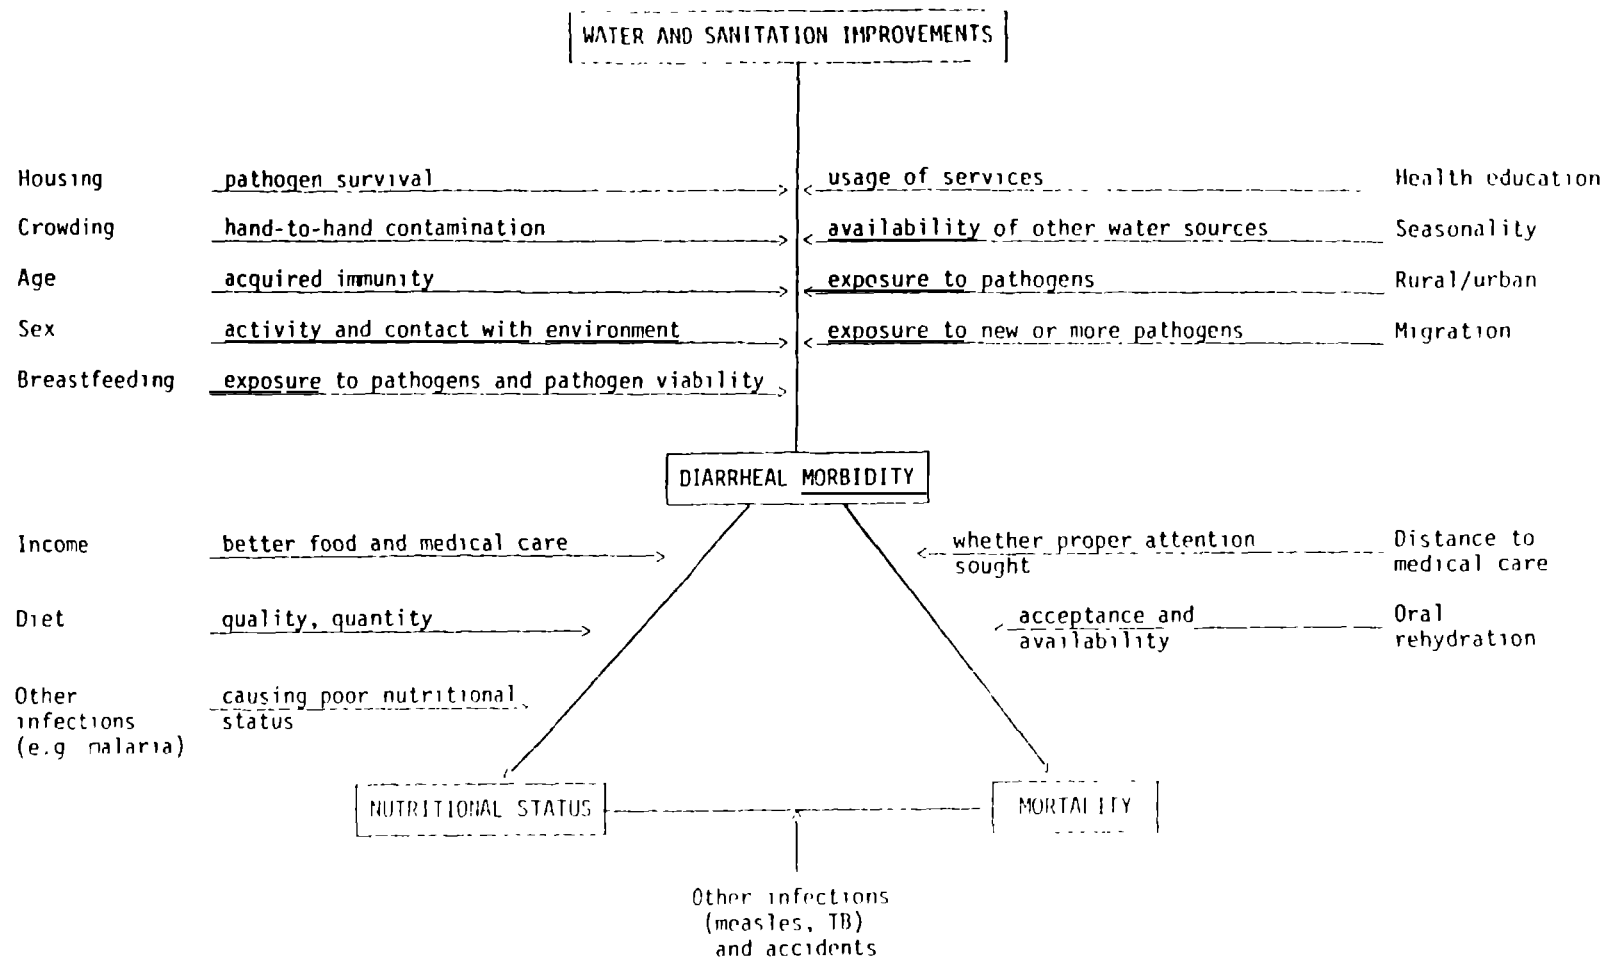 WATER AND SANITATION IMPROVEMENTS
Housing pathogen survival usage of services Health education
Crowding hand-to-hand contamination availability of other water sources Seasonality
Age acquired immunity exposure to pathogens Rural/urban
Sex activity and contact with environment exposure to new or more pathogens Migration
Breastfeeding exposure to pathogens and pathogen viability
DIARRHEAL MORBIDITY
Income better food and medical care whether proper attention Distance to
sought medical care
Diet quality, quantity acceptance and Oral
availability rehydration
Other causing poor nutritional
infections status
(e.g malaria)
NUTRITIONAL STATUS MORTALITY
Other infections
(measles, TB)
and accidents